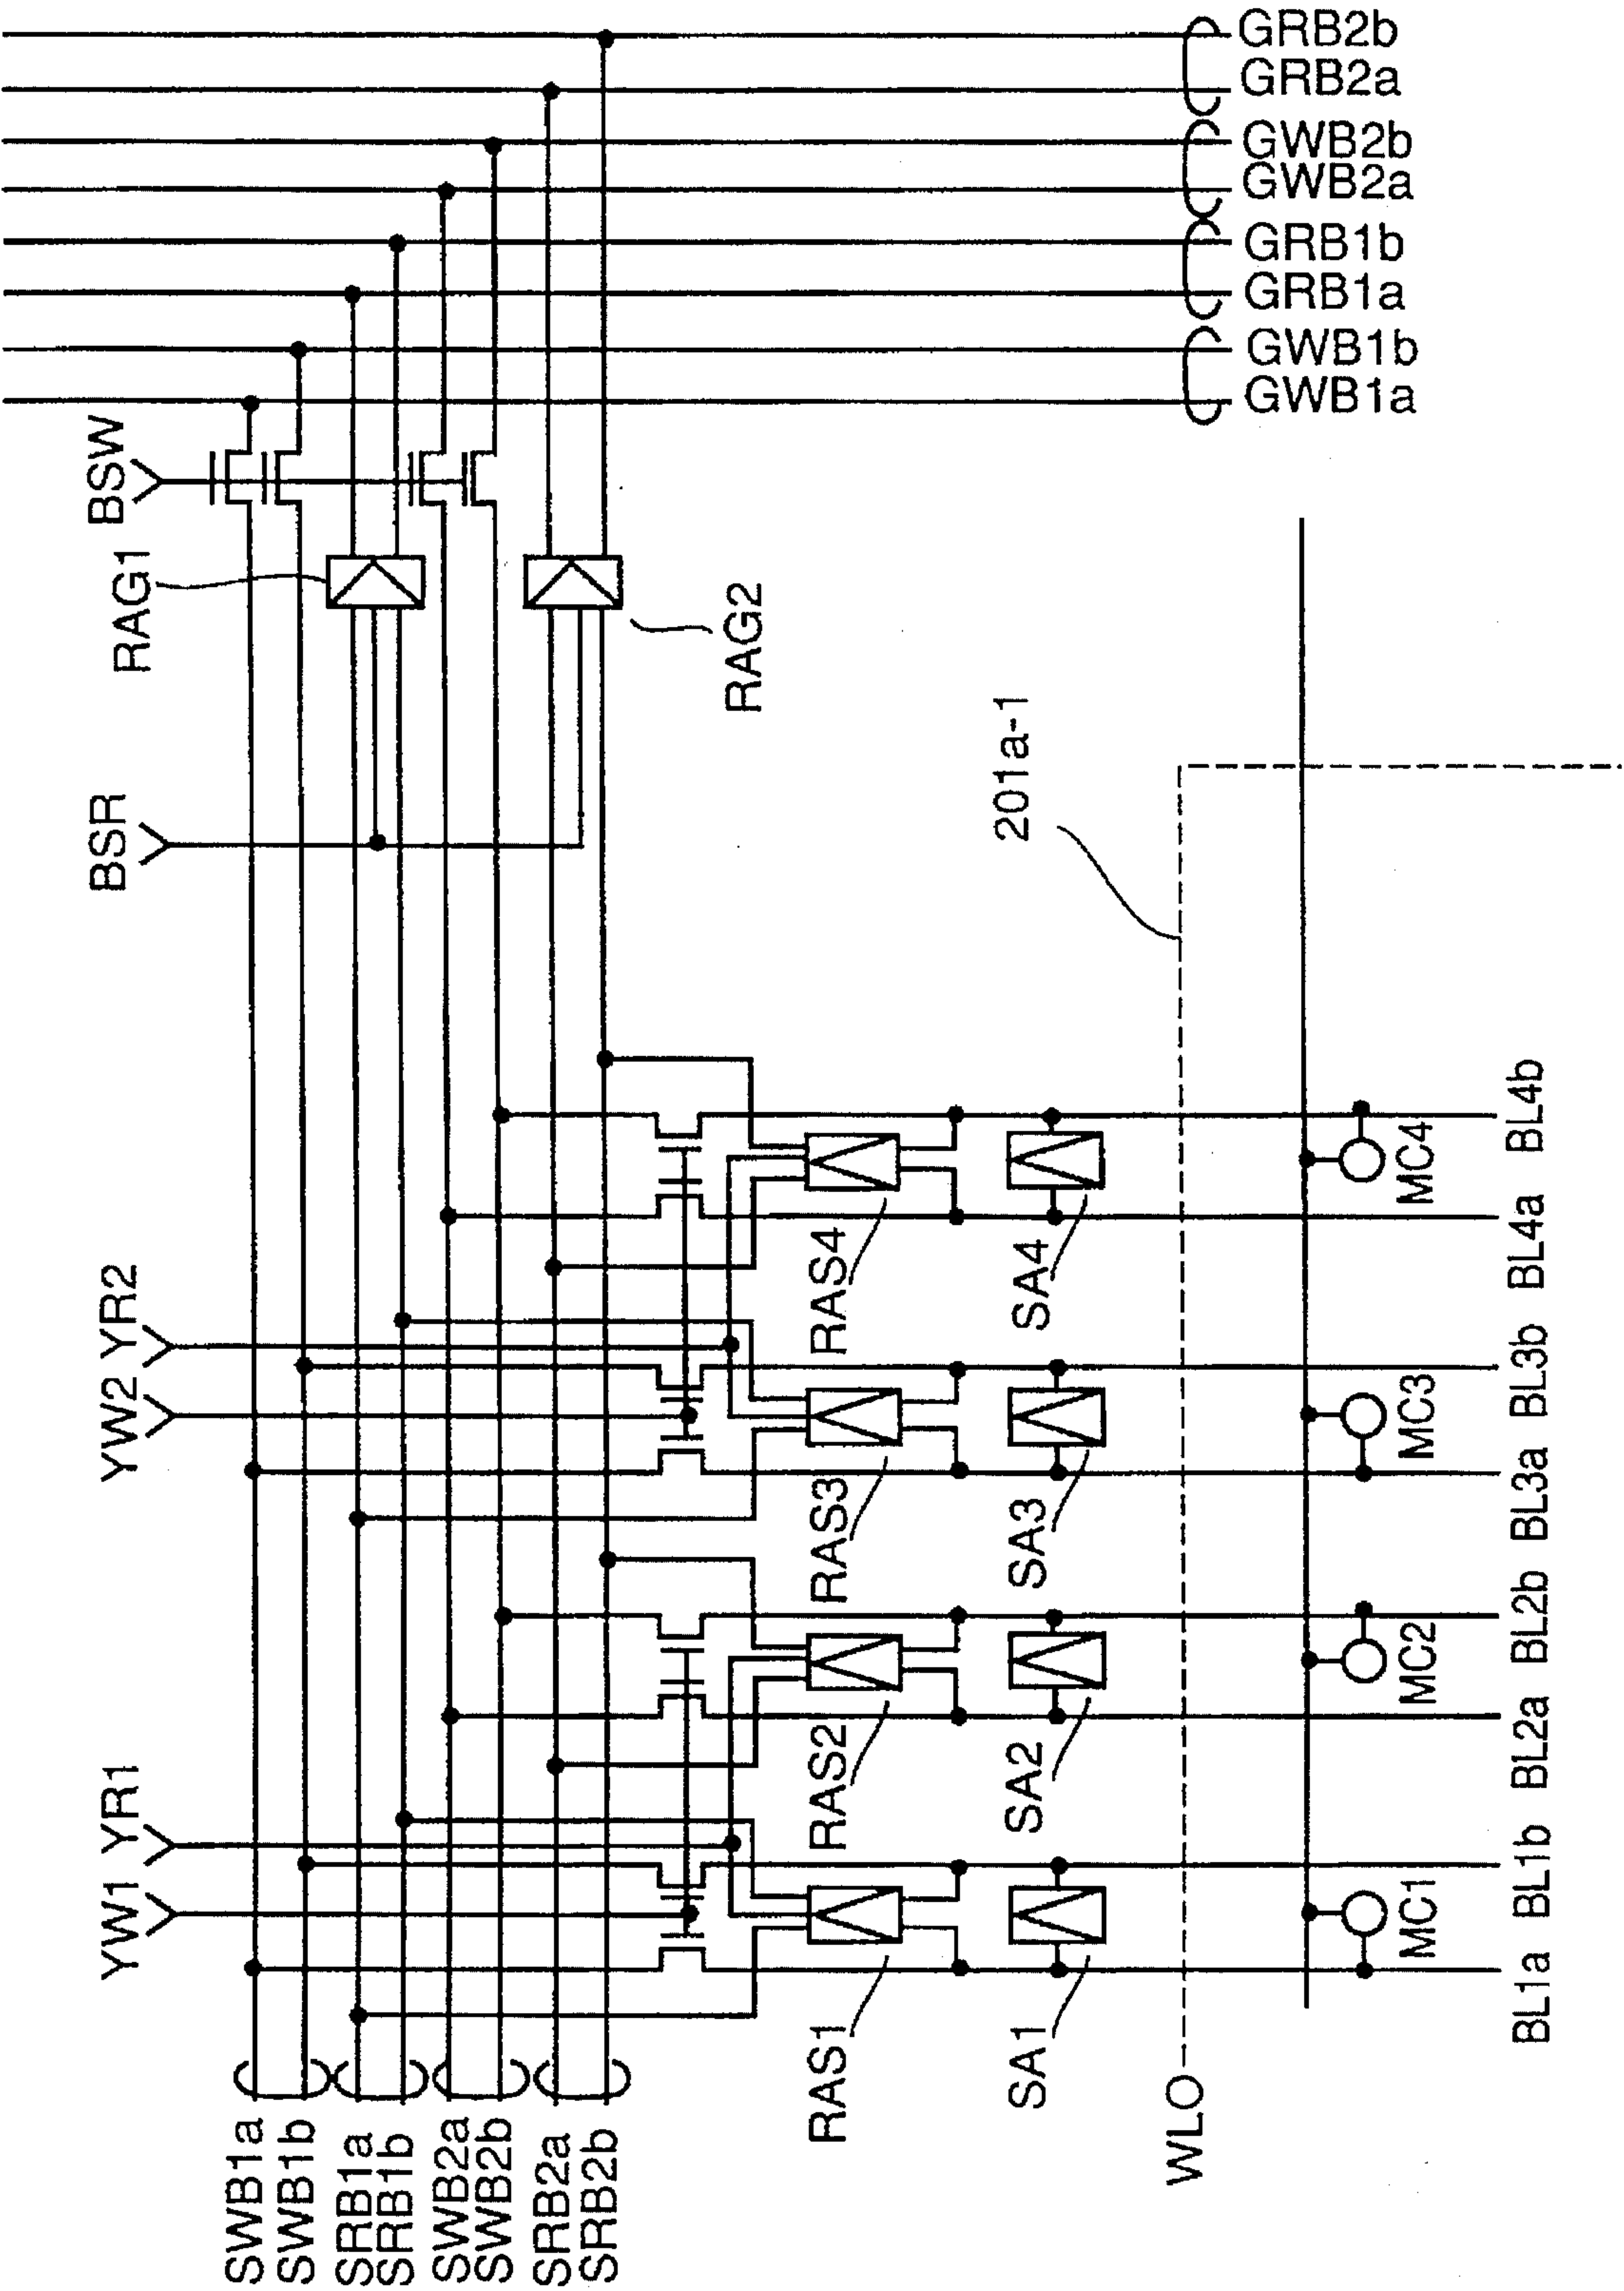 GRB2b
GRB2a
GWB2b
GWB2a
GRB1b
GRB1a
GWB1b
GWB1a
BSW
RAG1
RAG2
BSR
201a-1
YR2
YW2
YR1
YW1
RAS4
SA4
MC4
BL4b
BL4a
RAS3
SA3
MC3
BL3b
BL3a
RAS2
SA2
MC2
BL2b
BL2a
RAS1
SA1
MC1
BL1b
BL1a
WLO
SWB1a
SWB1b
SRB1a
SRB1b
SWB2a
SWB2b
SRB2a
SRB2b